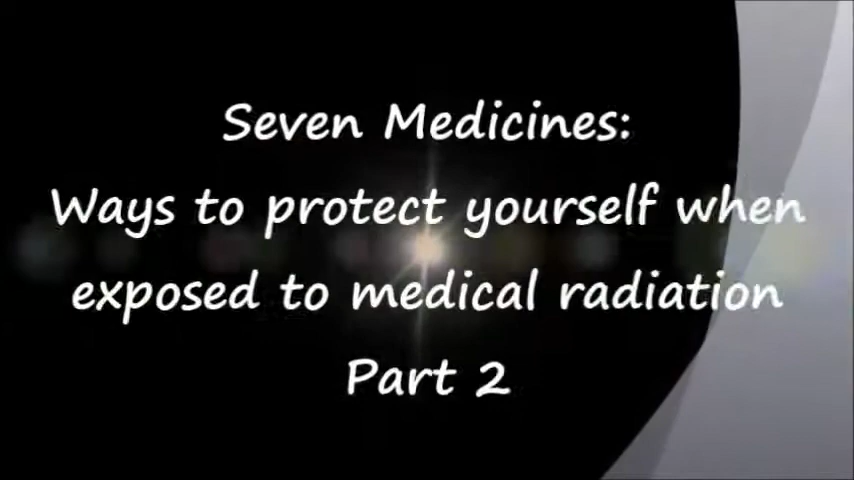 Seven Medicines:
Ways to protect yourself when
exposed to medical radiation
Part 2